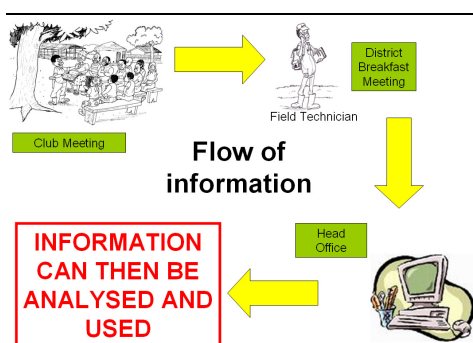 District
Breakfast
Meeting
Field Technician
Club Meeting
Flow of
information
Head
Office
INFORMATION
CAN THEN BE
ANALYSED AND
USED